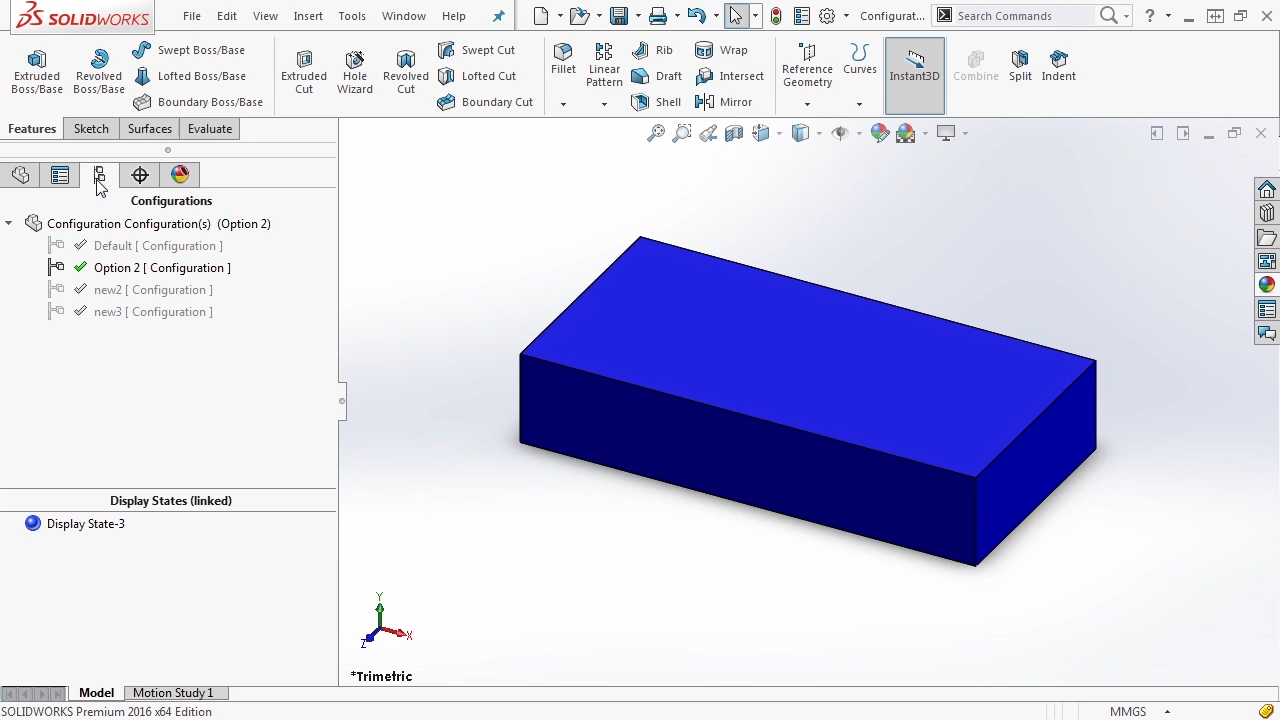 SOLIDWORKS File Edit View Insert Tools Window Help Configurat... Search Commands ?
Extruded Boss/Base
Revolved Boss/Base
Swept Boss/Base
Lofted Boss/Base
Boundary Boss/Base
Extruded Cut
Hole Wizard
Revolved Cut
Swept Cut
Lofted Cut
Boundary Cut
Fillet
Linear Pattern
Rib
Draft
Shell
Wrap
Intersect
Mirror
Reference Geometry
Curves
Instant3D
Combine
Split
Indent
Features Sketch Surfaces Evaluate
Configurations
Configuration Configuration(s) (Option 2)
Default [ Configuration ]
Option 2 [ Configuration ]
new2 [ Configuration ]
new3 [ Configuration ]
Display States (linked)
Display State-3
Y
X
Z
*Trimetric
Model Motion Study 1
SOLIDWORKS Premium 2016 x64 Edition MMGS